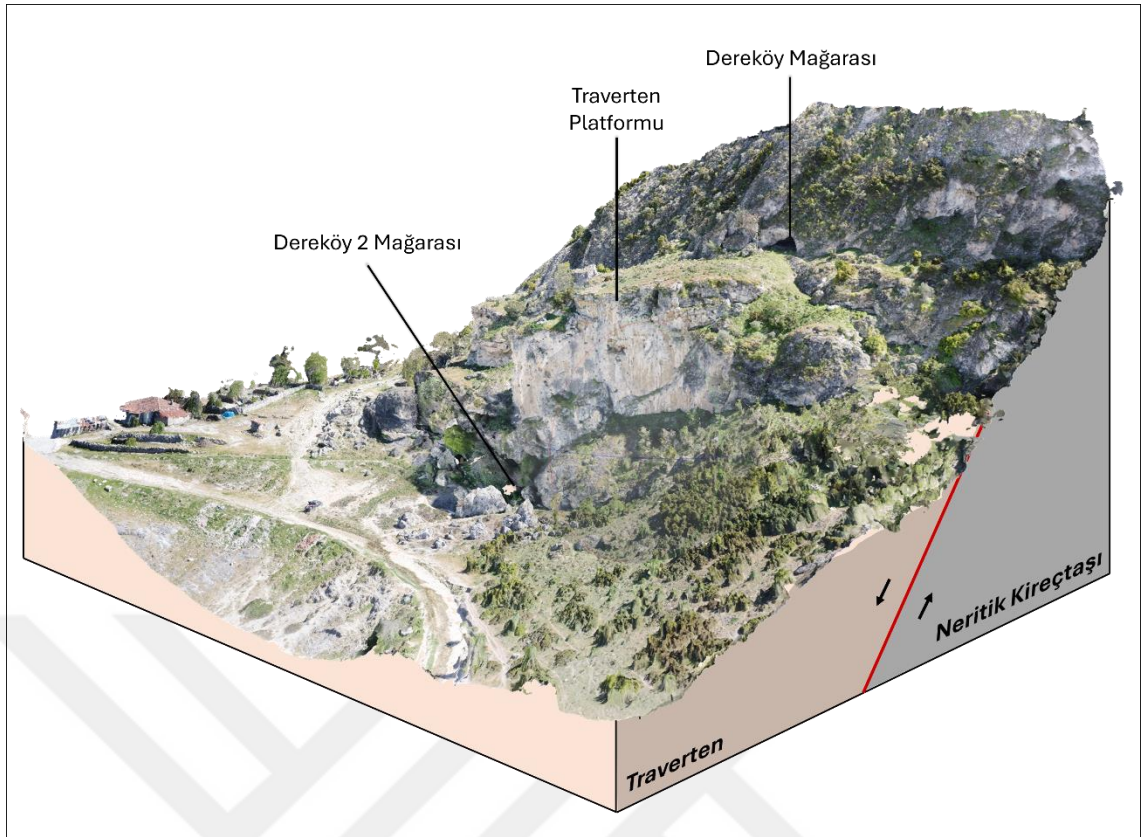 Dereköy Mağarası
Traverten
Platformu
Dereköy 2 Mağarası
Neritik Kireçtaşı
Traverten